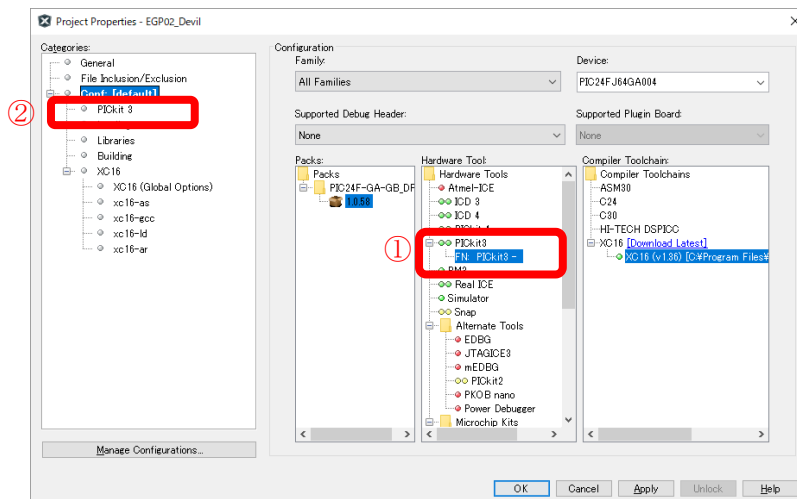 Project Properties - EGP02_Devil
Categories:
General
File Inclusion/Exclusion
Conf: [default]
② PICkit 3
Libraries
Building
XC16
XC16 (Global Options)
xc16-as
xc16-gcc
xc16-ld
xc16-ar
Manage Configurations...
Configuration
Family: Device:
All Families PIC24FJ64GA004
Supported Debug Header: Supported Plugin Board:
None None
Packs:
Packs
PIC24F-GA-GB_DF
1.0.58
Hardware Tool:
Hardware Tools
Atmel-ICE
ICD 3
ICD 4
①
PICkit3
FN: PICkit3 -
PM3
Real ICE
Simulator
Snap
Alternate Tools
EDBG
JTAGICE3
mEDBG
PICkit2
PKOB nano
Power Debugger
Microchip Kits
Compiler Toolchain:
Compiler Toolchains
ASM30
C24
C30
HI-TECH DSPICC
XC16 [Download Latest]
XC16 (v1.36) [C:¥Program Files¥
OK Cancel Apply Unlock Help